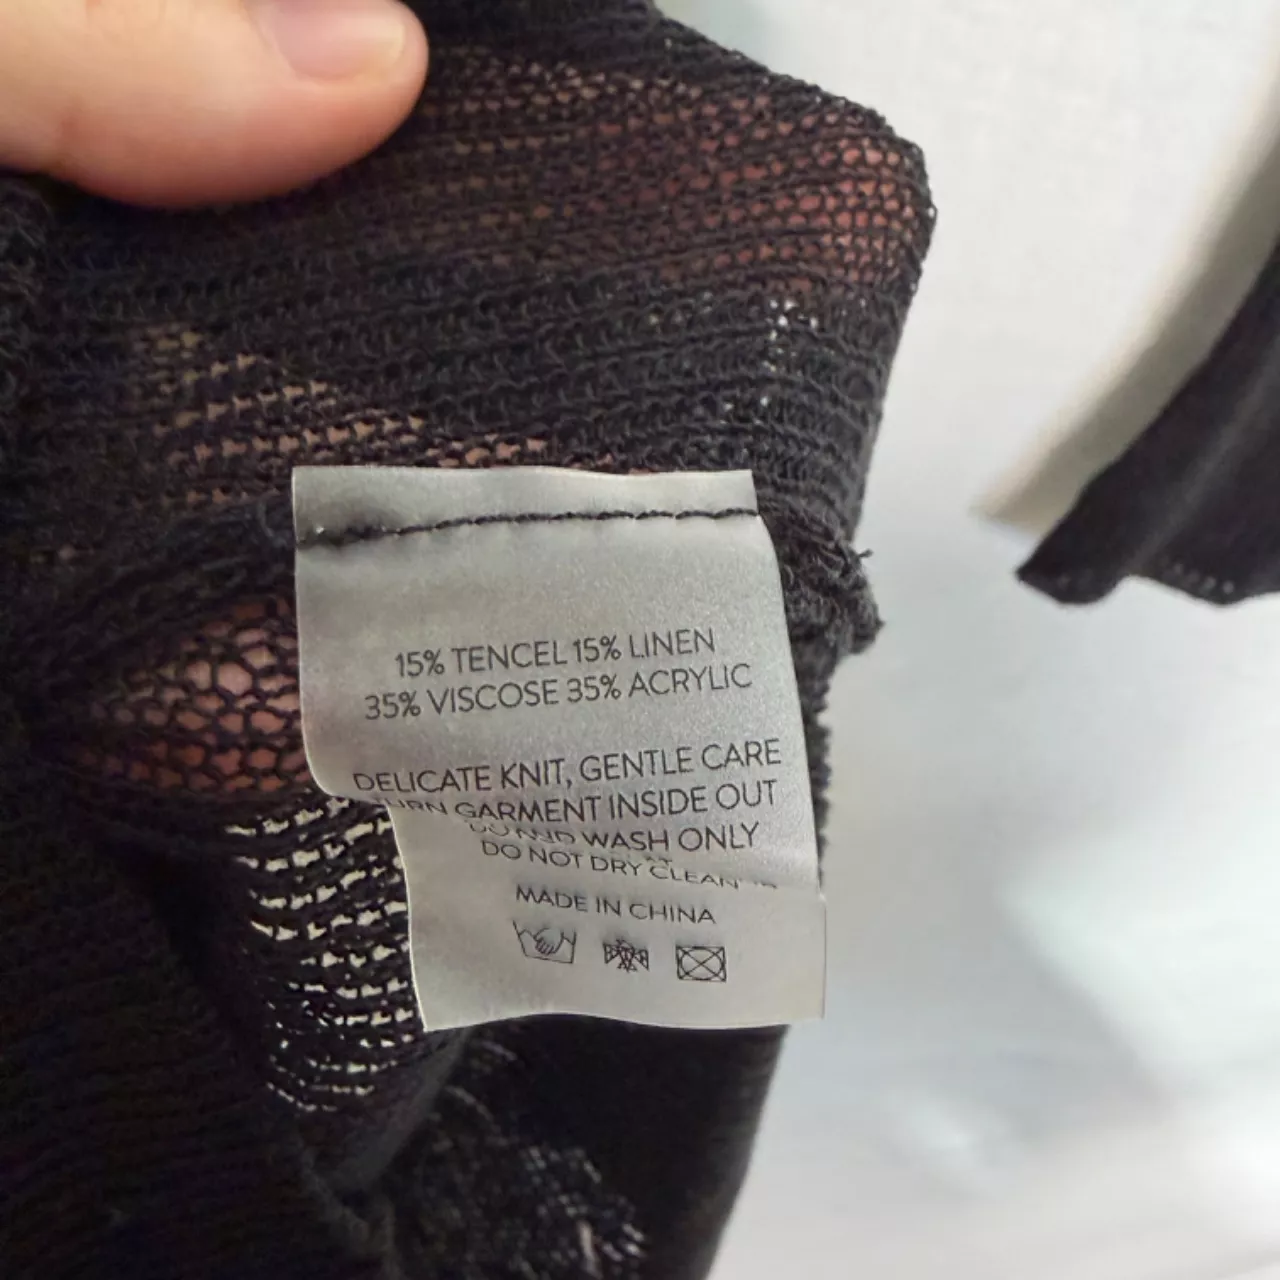 15% TENCEL 15% LINEN
35% VISCOSE 35% ACRYLIC
DELICATE KNIT, GENTLE CARE
GARMENT INSIDE OUT
WASH ONLY
DO NOT DRY CLEAN
MADE IN CHINA